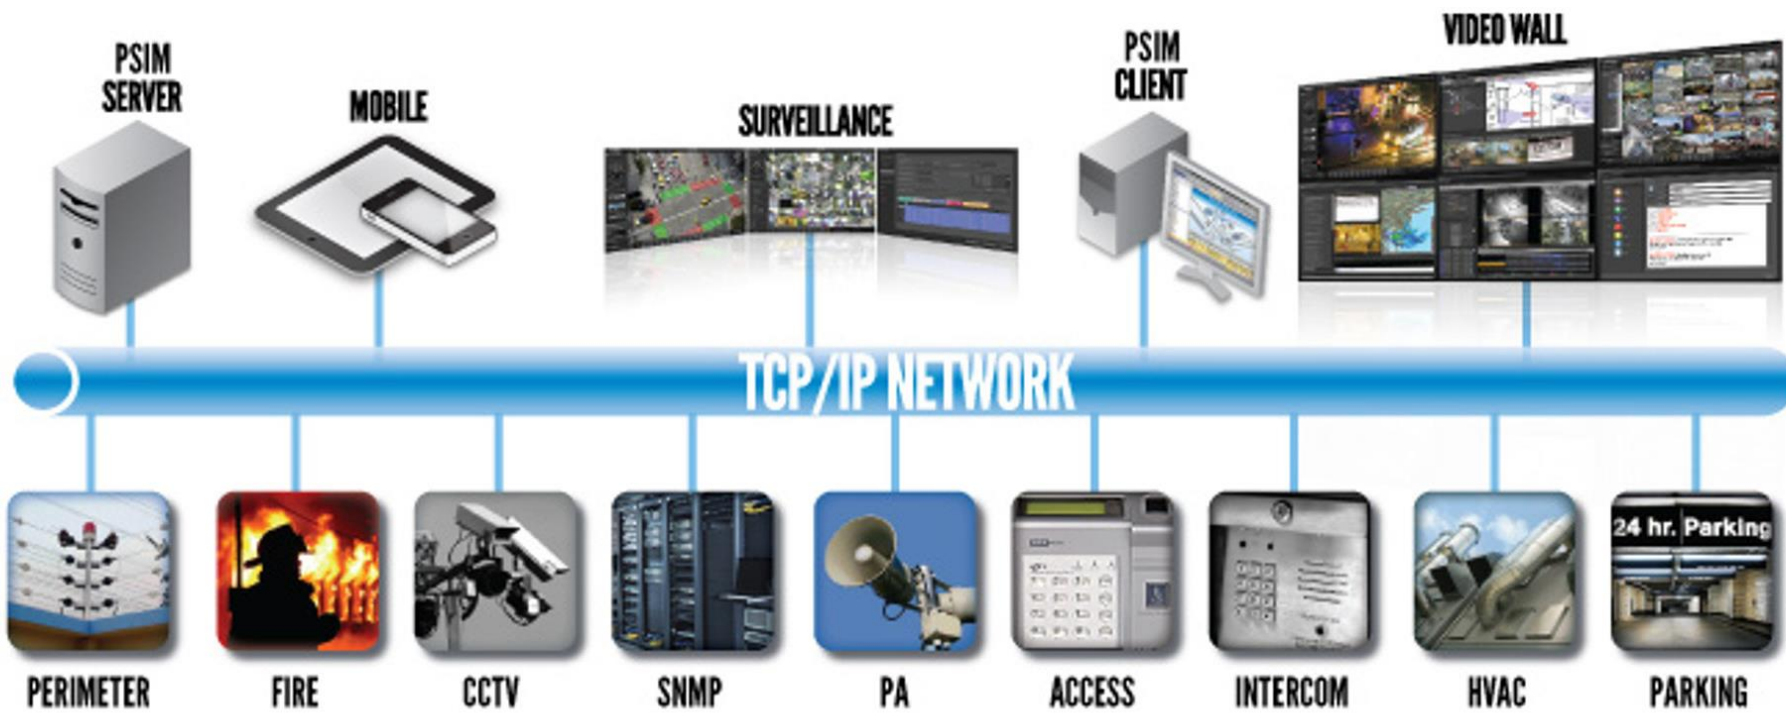 PSIM
SERVER
MOBILE
SURVEILLANCE
PSIM
CLIENT
VIDEO WALL
TCP/IP NETWORK
24 hr. Parking
PERIMETER
FIRE
CCTV
SNMP
PA
ACCESS
INTERCOM
HVAC
PARKING